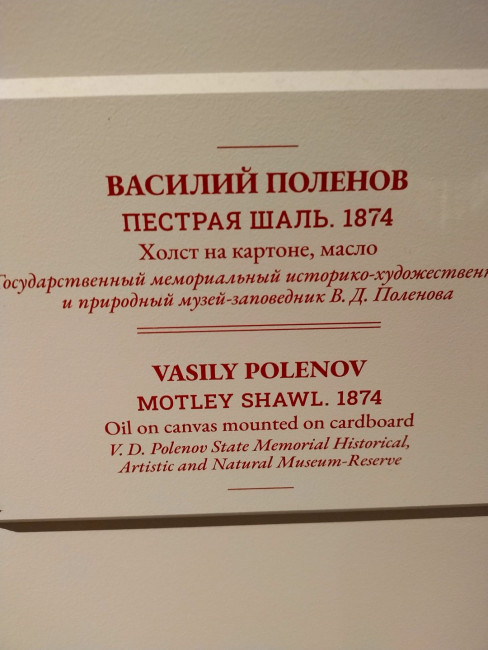 ВАСИЛИЙ ПОЛЕНОВ
ПЕСТРАЯ ШАЛЬ. 1874
Холст на картоне, масло
Государственный мемориальный историко-художественн
и природный музей-заповедник В. Д. Поленова
VASILY POLENOV
MOTLEY SHAWL. 1874
Oil on canvas mounted on cardboard
V. D. Polenov State Memorial Historical,
Artistic and Natural Museum-Reserve